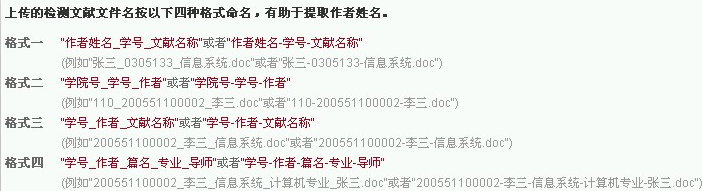 上传的检测文献文件名按以下四种格式命名，有助于提取作者姓名。
格式一 "作者姓名_学号_文献名称"或者"作者姓名-学号-文献名称"
(例如"张三_0305133_信息系统.doc"或者"张三-0305133-信息系统.doc")
格式二 "学院号_学号_作者"或者"学院号-学号-作者"
(例如"110_200551100002_李三.doc"或者"110-200551100002-李三.doc")
格式三 "学号_作者_文献名称"或者"学号-作者-文献名称"
(例如"200551100002_李三_信息系统.doc"或者"200551100002-李三-信息系统.doc")
格式四 "学号_作者_篇名_专业_导师"或者"学号-作者-篇名-专业-导师"
(例如"200551100002_李三_信息系统_计算机专业_张三.doc"或者"200551100002-李三-信息系统-计算机专业-张三.doc")